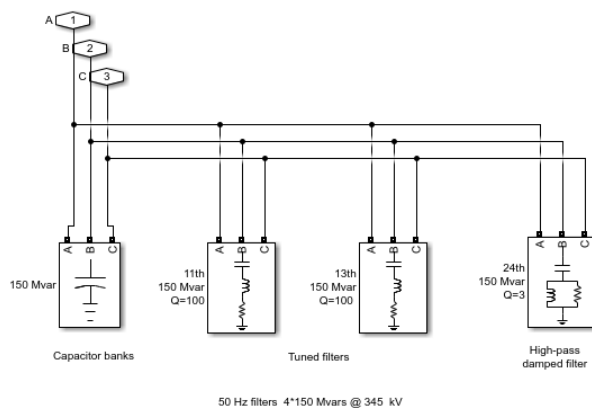 A 1
B 2
C 3
A B C
A B C
A B C
A B C
150 Mvar
11th
150 Mvar
Q=100
13th
150 Mvar
Q=100
24th
150 Mvar
Q=3
Capacitor banks
Tuned filters
High-pass
damped filter
50 Hz filters 4*150 Mvars @ 345 kV